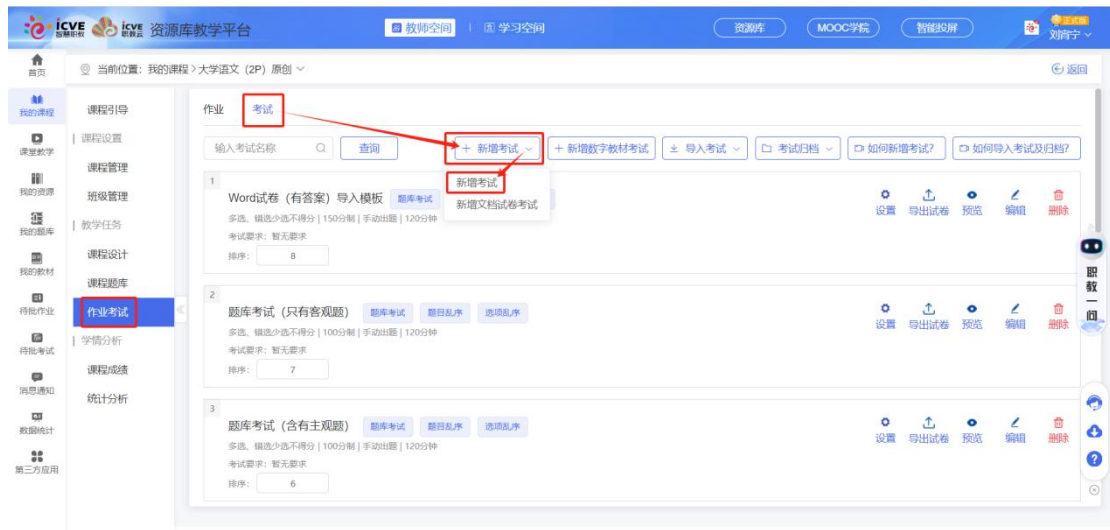 icve 智慧职教 icve 职教云 资源库教学平台 教师空间 学习空间 资源库 MOOC学院 智能投屏 正式版
首页 当前位置：我的课程 > 大学语文（2P）原创 返回
我的课程
课堂教学
我的资源
我的题库
我的教材
待批作业
待批考试
消息通知
数据统计
第三方应用
课程引导
课程设置
课程管理
班级管理
教学任务
课程设计
课程题库
作业考试
学情分析
课程成绩
统计分析
作业 考试
输入考试名称 查询 + 新增考试 + 新增数字教材考试 导入考试 考试归档 如何新增考试? 如何导入考试及归档?
新增考试
新增文档试卷考试
1
Word试卷（有答案）导入模板 题库考试
多选、错选少选不得分 | 150分制 | 手动出题 | 120分钟
考试要求：暂无要求
排序： 8
设置 导出试卷 预览 编辑 删除
2
题库考试（只有客观题） 题库考试 题目乱序 选项乱序
多选、错选少选不得分 | 100分制 | 手动出题 | 120分钟
考试要求：暂无要求
排序： 7
设置 导出试卷 预览 编辑 删除
3
题库考试（含有主观题） 题库考试 题目乱序 选项乱序
多选、错选少选不得分 | 100分制 | 手动出题 | 120分钟
考试要求：暂无要求
排序： 6
设置 导出试卷 预览 编辑 删除
职教一问